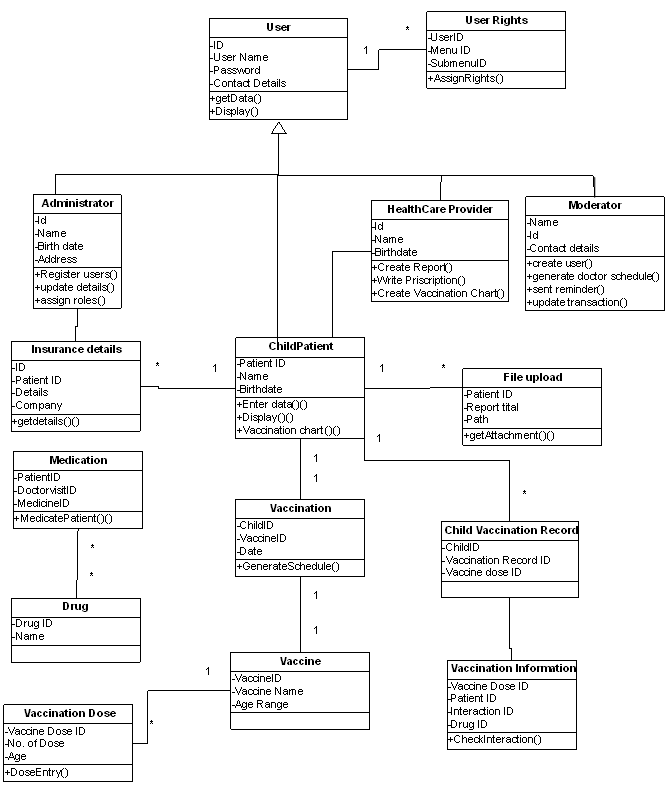 User
-ID
-User Name
-Password
-Contact Details
+getData()
+Display()
1
*
User Rights
-UserID
-Menu ID
-SubmenuID
+AssignRights()
Administrator
-Id
-Name
-Birth date
-Address
+Register users()
+update details()
+assign roles()
HealthCare Provider
-Id
-Name
-Birthdate
+Create Report()
+Write Priscription()
+Create Vaccination Chart()
Moderator
-Name
-Id
-Contact details
+create user()
+generate doctor schedule()
+sent reminder()
+update transaction()
Insurance details
-ID
-Patient ID
-Details
-Company
+getdetails()()
*
1
ChildPatient
-Patient ID
-Name
-Birthdate
+Enter data()()
+Display()()
+Vaccination chart()()
1
*
File upload
-Patient ID
-Report tital
-Path
+getAttachment()()
1
*
1
1
Medication
-PatientID
-DoctorvisitID
-MedicineID
+MedicatePatient()()
*
*
Vaccination
-ChildID
-VaccineID
-Date
+GenerateSchedule()
Child Vaccination Record
-ChildID
-Vaccination Record ID
-Vaccine dose ID
Drug
-Drug ID
-Name
1
1
Vaccine
-VaccineID
-Vaccine Name
-Age Range
Vaccination Information
-Vaccine Dose ID
-Patient ID
-Interaction ID
-Drug ID
+CheckInteraction()
1
*
Vaccination Dose
-Vaccine Dose ID
-No. of Dose
-Age
+DoseEntry()